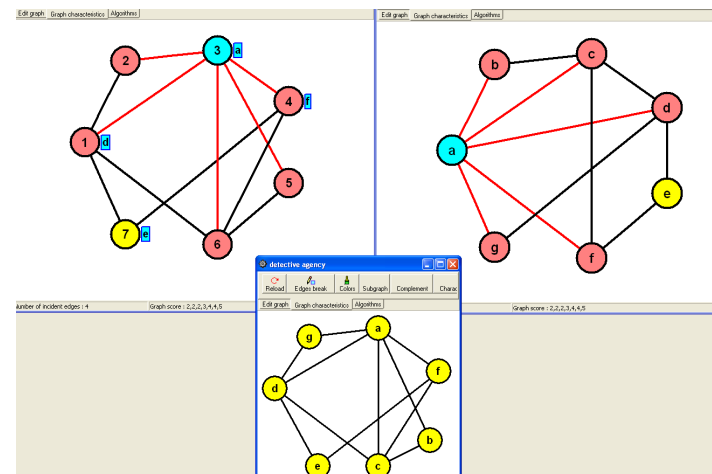 Edit graph Graph characteristics Algorithms
3 a
2
4 f
1 d
5
7 e
6
Number of incident edges : 4 Graph score : 2,2,2,3,4,4,5
Edit graph Graph characteristics Algorithms
c
b
d
a
e
g
f
Graph score : 2,2,2,3,4,4,5
detective agency
Reload Edges break Colors Subgraph Complement Charac
Edit graph Graph characteristics Algorithms
a
g
f
d
b
e
c